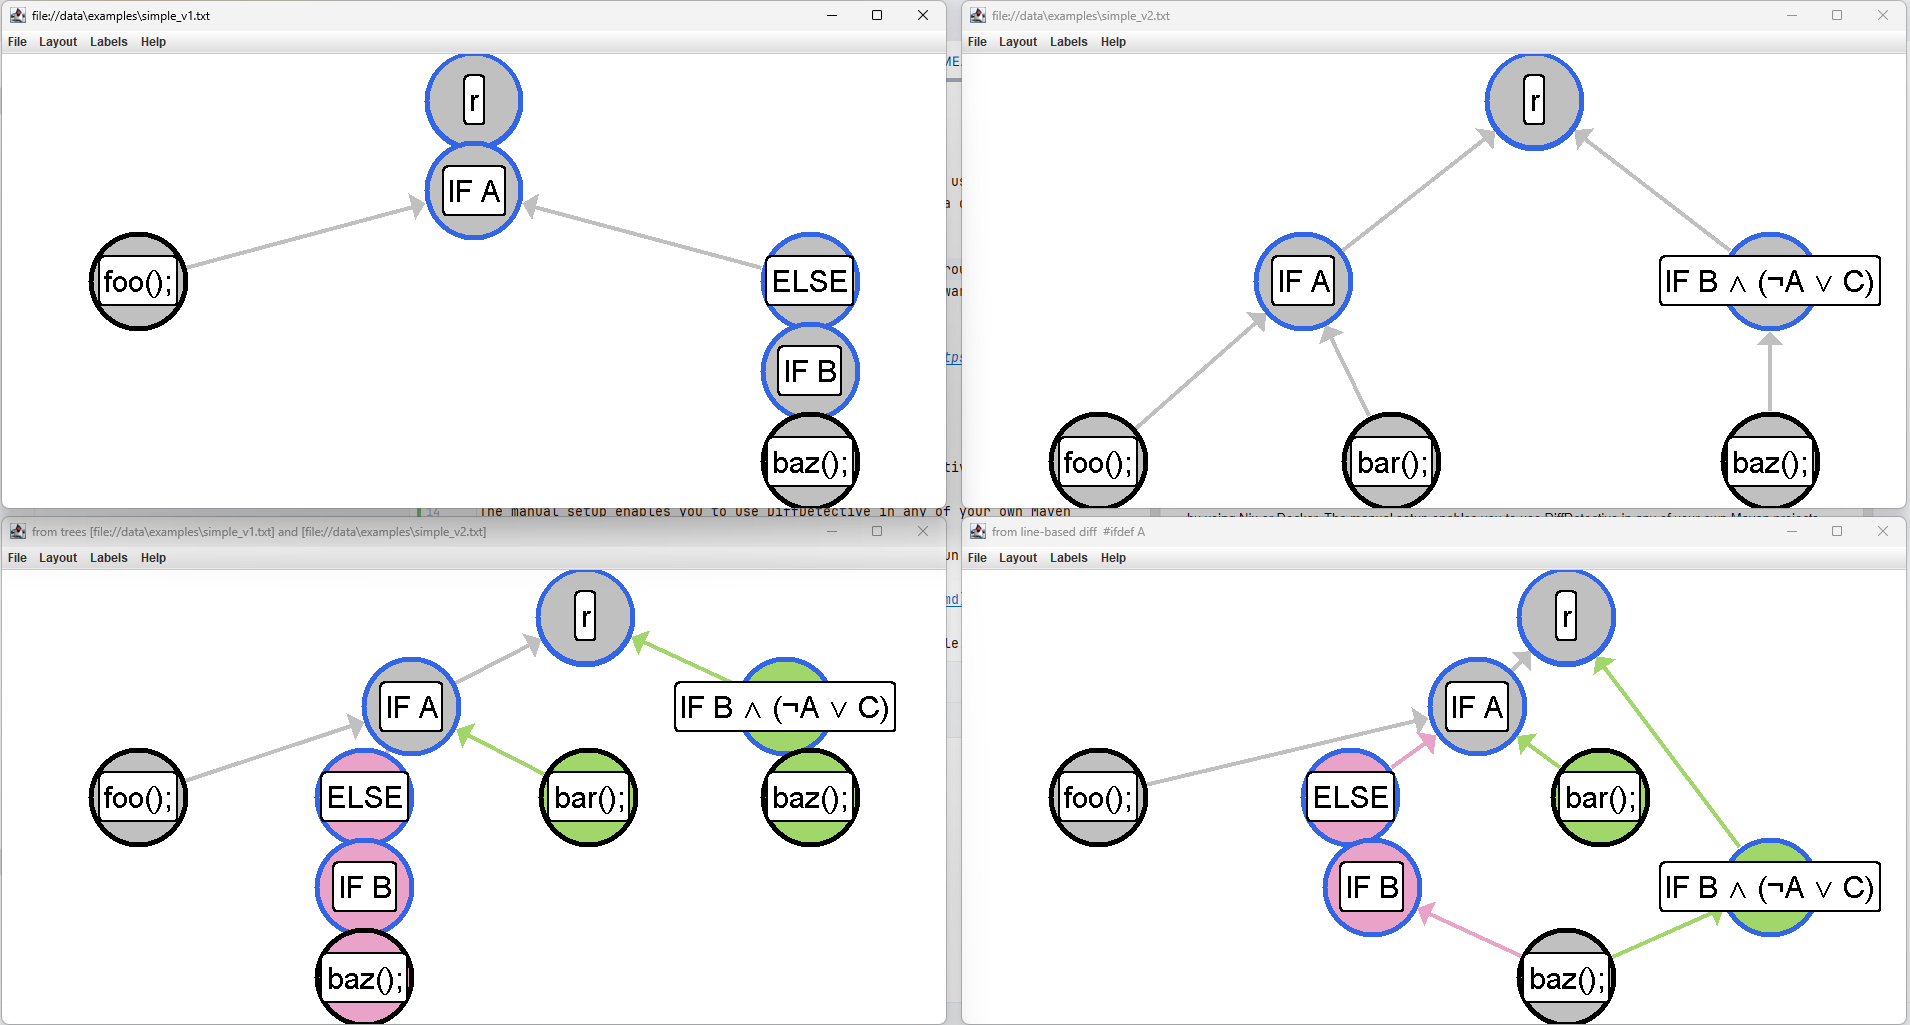 file://data\examples\simple_v1.txt
File Layout Labels Help
r
IF A
foo();
ELSE
IF B
baz();
file://data\examples\simple_v2.txt
File Layout Labels Help
r
IF A
IF B ∧ (¬A ∨ C)
foo();
bar();
baz();
The manual setup enables you to use DiffDetective in any of your own Maven
from trees [file://data\examples\simple_v1.txt] and [file://data\examples\simple_v2.txt]
File Layout Labels Help
r
IF A
IF B ∧ (¬A ∨ C)
foo();
ELSE
bar();
baz();
IF B
baz();
from line-based diff #ifdef A
File Layout Labels Help
r
IF A
foo();
ELSE
bar();
IF B
IF B ∧ (¬A ∨ C)
baz();